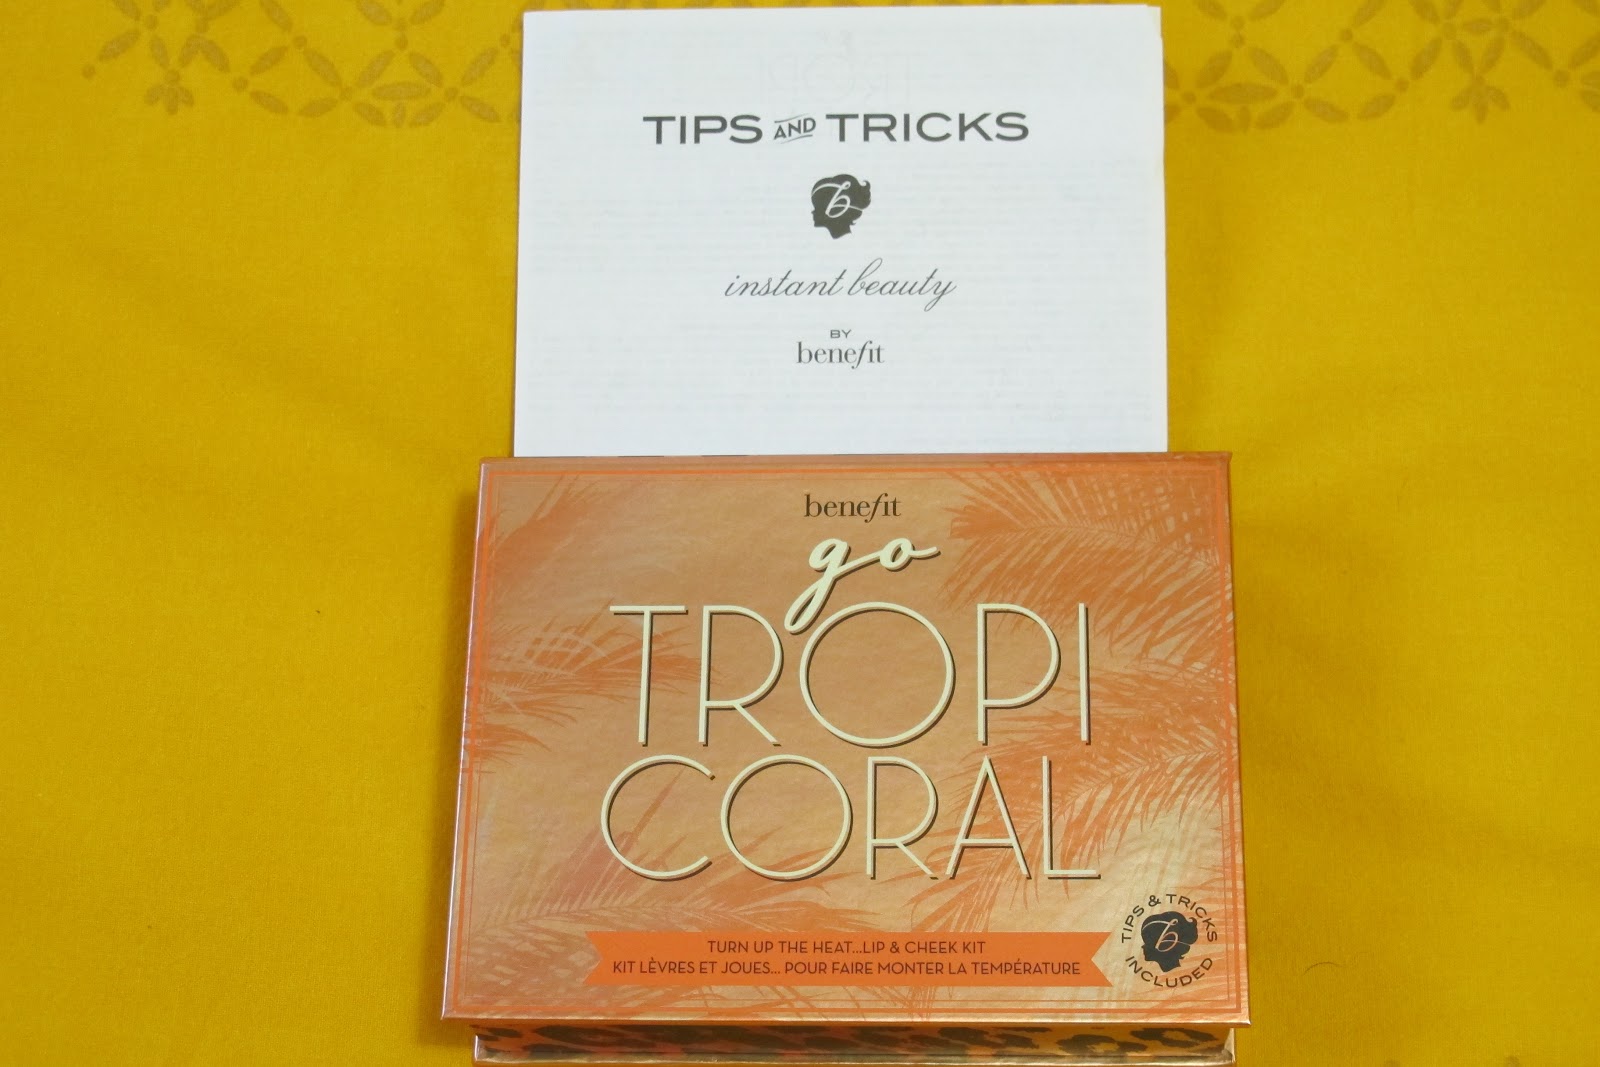 TIPS AND TRICKS
b
instant beauty
BY
benefit
benefit
go
TROPI
CORAL
TURN UP THE HEAT...LIP & CHEEK KIT
KIT LÈVRES ET JOUES... POUR FAIRE MONTER LA TEMPÉRATURE
TIPS & TRICKS
b
INCLUDED